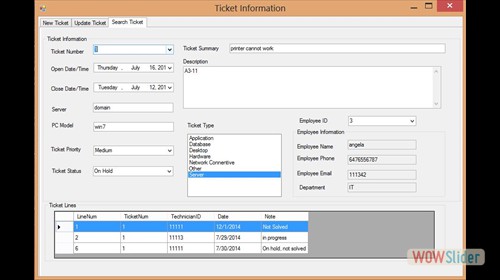 Ticket Information
New Ticket Update Ticket Search Ticket
Ticket Information
Ticket Number
Ticket Summary printer cannot work
Open Date/Time Thursday , July 16, 201
Description
A3-11
Close Date/Time Tuesday , July 12, 201
Server domain
PC Model win7
Ticket Priority Medium
Ticket Status On Hold
Ticket Type
Application
Database
Desktop
Hardware
Network Connentive
Other
Server
Employee ID 3
Employee Information
Employee Name angela
Employee Phone 6476556787
Employee Email 111342
Department IT
Ticket Lines
LineNum TicketNum TechnicianID Date Note
1 1 11111 12/1/2014 Not Solved
2 1 11113 7/29/2014 in progress
6 1 11111 7/30/2014 On hold, not solved
WOWSlider